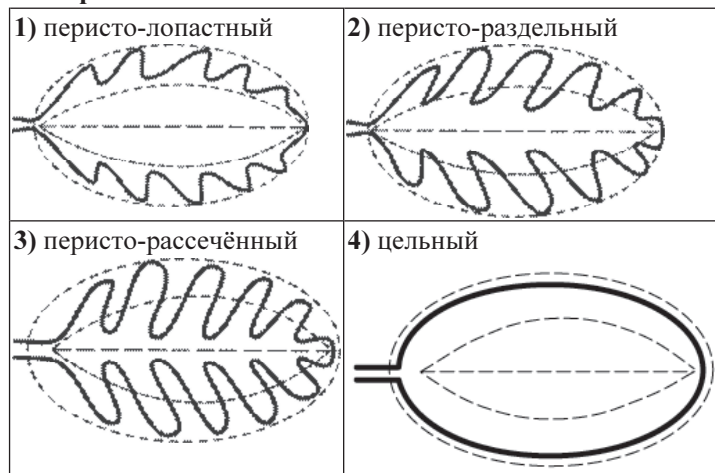 1) перисто-лопастный
2) перисто-раздельный
3) перисто-рассечённый
4) цельный